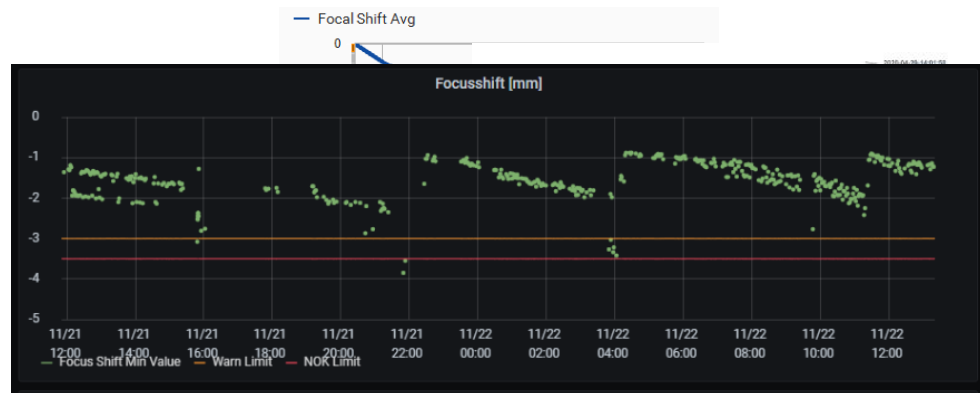 Focal Shift Avg
0
Focusshift [mm]
0
-1
-2
-3
-4
-5
11/21 11/21 11/21 11/21 11/21 11/21 11/22 11/22 11/22 11/22 11/22 11/22 11/22
12:00 14:00 16:00 18:00 20:00 22:00 00:00 02:00 04:00 06:00 08:00 10:00 12:00
Focus Shift Min Value Warn Limit NOK Limit